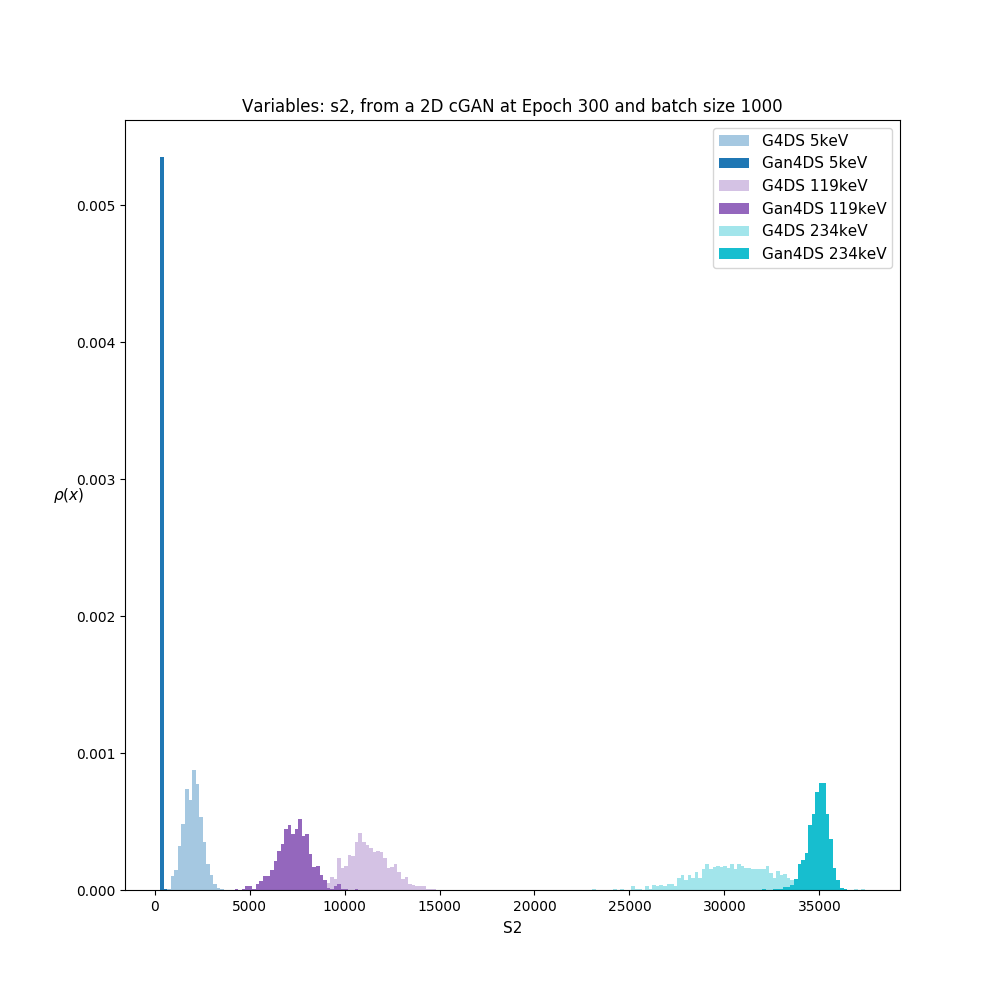 Variables: s2, from a 2D cGAN at Epoch 300 and batch size 1000
G4DS 5keV
Gan4DS 5keV
G4DS 119keV
Gan4DS 119keV
G4DS 234keV
Gan4DS 234keV
0.005
0.004
0.003
ρ(x)
0.002
0.001
0.000
0 5000 10000 15000 20000 25000 30000 35000
S2